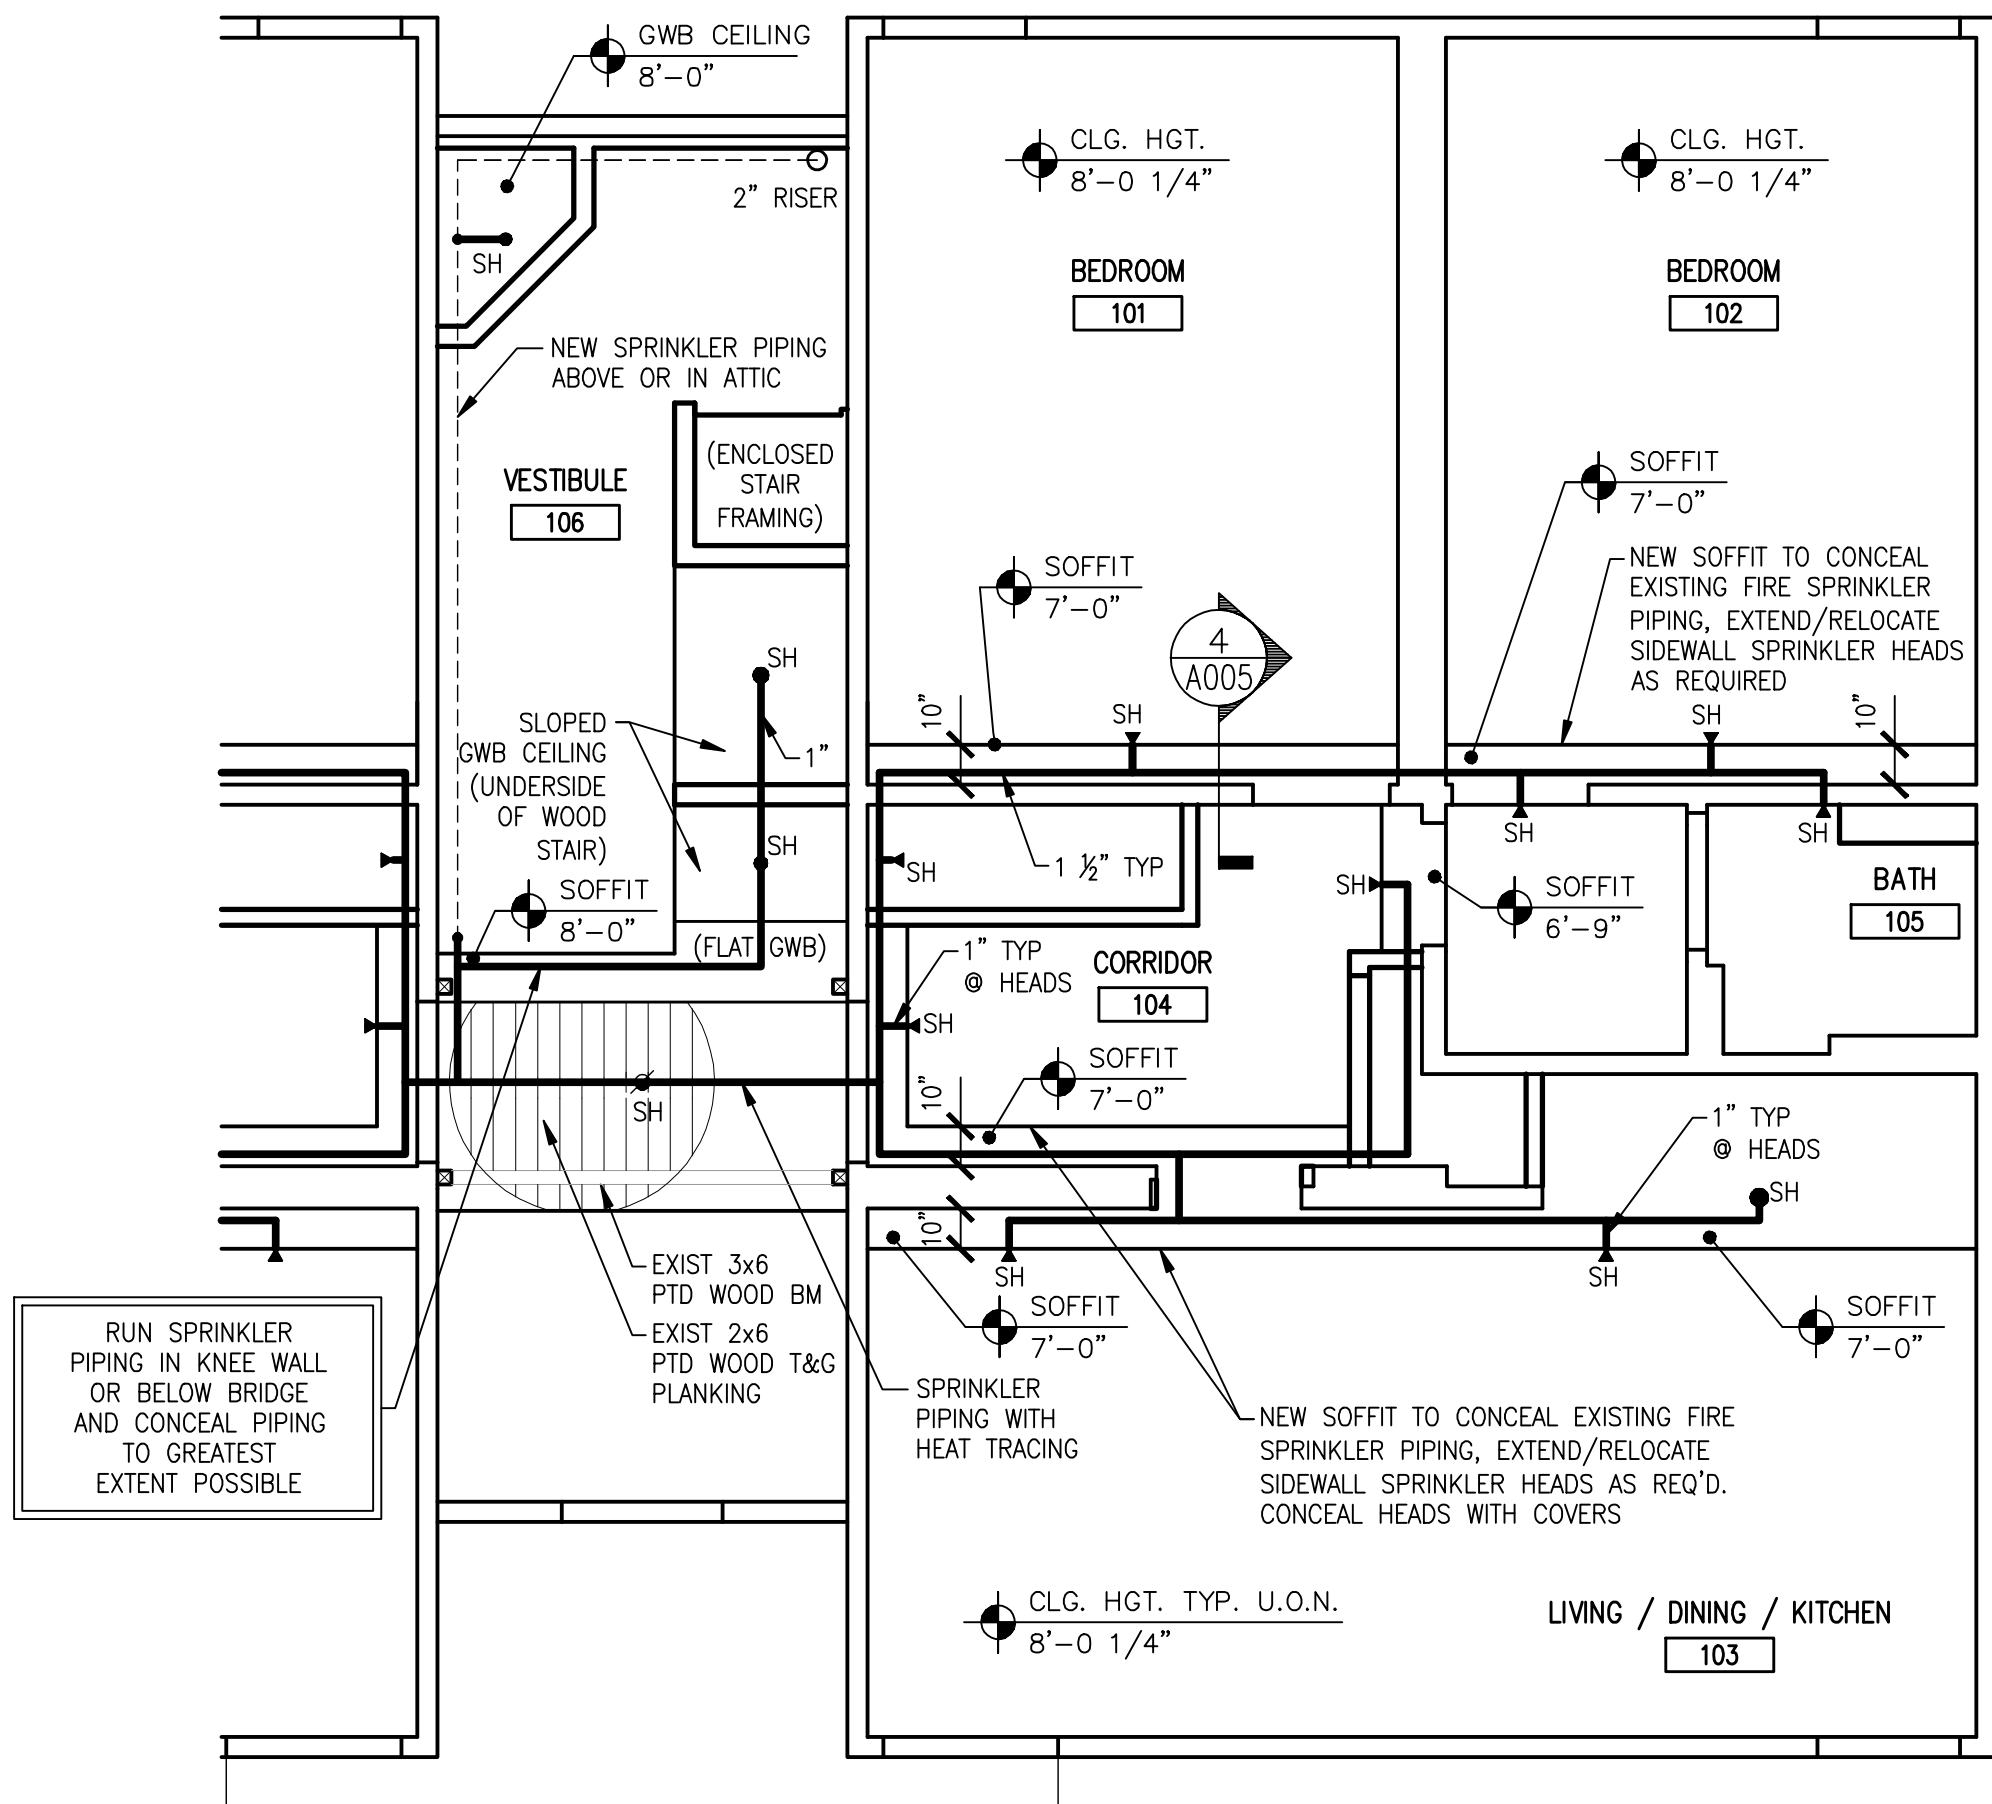 GWB CEILING
8'-0"
2" RISER
SH
NEW SPRINKLER PIPING
ABOVE OR IN ATTIC
VESTIBULE
106
(ENCLOSED
STAIR
FRAMING)
SH
1"
SLOPED
GWB CEILING
(UNDERSIDE
OF WOOD
STAIR)
SH
SOFFIT
8'-0"
(FLAT GWB)
SH
EXIST 3x6
PTD WOOD BM
EXIST 2x6
PTD WOOD T&G
PLANKING
RUN SPRINKLER
PIPING IN KNEE WALL
OR BELOW BRIDGE
AND CONCEAL PIPING
TO GREATEST
EXTENT POSSIBLE
CLG. HGT.
8'-0 1/4"
BEDROOM
101
SOFFIT
7'-0"
4
A005
10"
SH
CLG. HGT.
8'-0 1/4"
BEDROOM
102
SOFFIT
7'-0"
NEW SOFFIT TO CONCEAL
EXISTING FIRE SPRINKLER
PIPING, EXTEND/RELOCATE
SIDEWALL SPRINKLER HEADS
AS REQUIRED
SH
10"
SH
SH
SH
1 ½" TYP
SH
SOFFIT
6'-9"
BATH
105
1" TYP
@ HEADS
SH
CORRIDOR
104
SOFFIT
7'-0"
10"
1" TYP
@ HEADS
SH
10"
SH
SH
SOFFIT
7'-0"
SOFFIT
7'-0"
SPRINKLER
PIPING WITH
HEAT TRACING
NEW SOFFIT TO CONCEAL EXISTING FIRE
SPRINKLER PIPING, EXTEND/RELOCATE
SIDEWALL SPRINKLER HEADS AS REQ'D.
CONCEAL HEADS WITH COVERS
CLG. HGT. TYP. U.O.N.
8'-0 1/4"
LIVING / DINING / KITCHEN
103